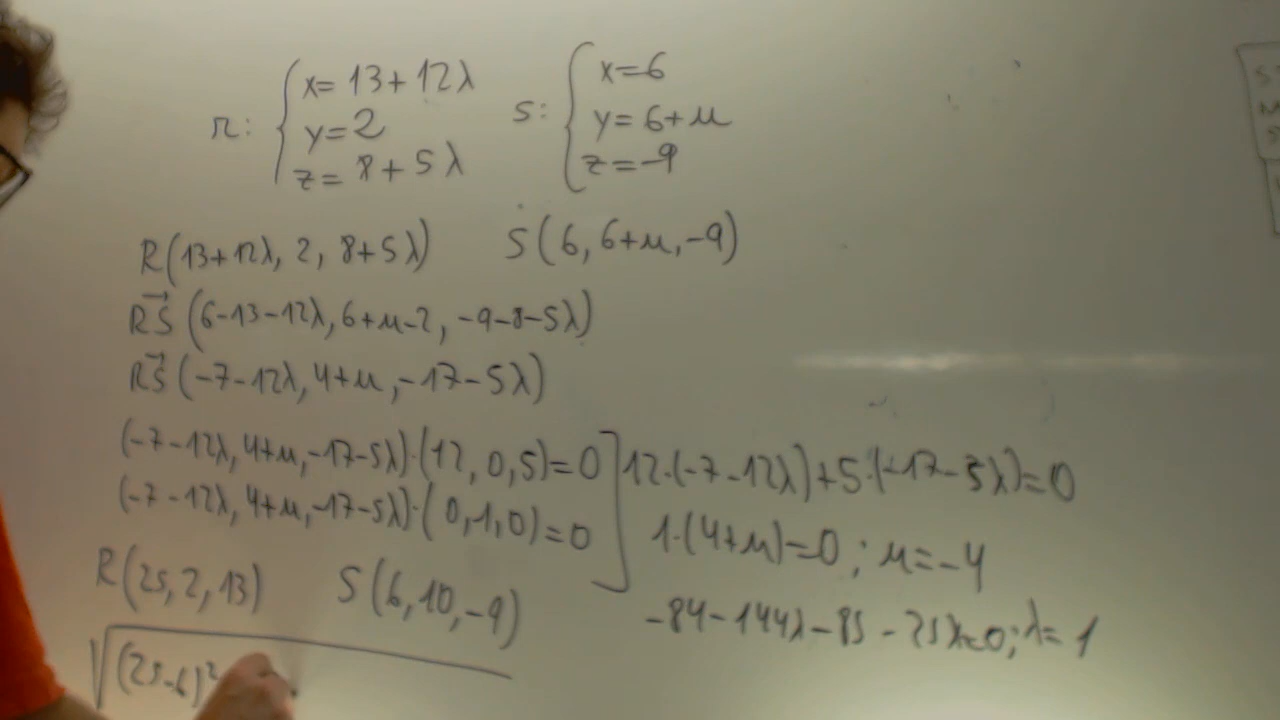 r: { x=13+12λ s: { x=6
y=2 y=6+μ
z=8+5λ z=-9
R(13+12λ, 2, 8+5λ) S(6, 6+μ, -9)
RS⃗ (6-13-12λ, 6+μ-2, -9-8-5λ)
RS⃗ (-7-12λ, 4+μ, -17-5λ)
(-7-12λ, 4+μ, -17-5λ)·(12, 0, 5)=0 ] 12·(-7-12λ)+5·(-17-5λ)=0
(-7-12λ, 4+μ, -17-5λ)·(0, 1, 0)=0 1·(4+μ)=0; μ=-4
R(25, 2, 13) S(6, 10, -9) -84-144λ-85-25λ=0; λ=1
√(25-6)²